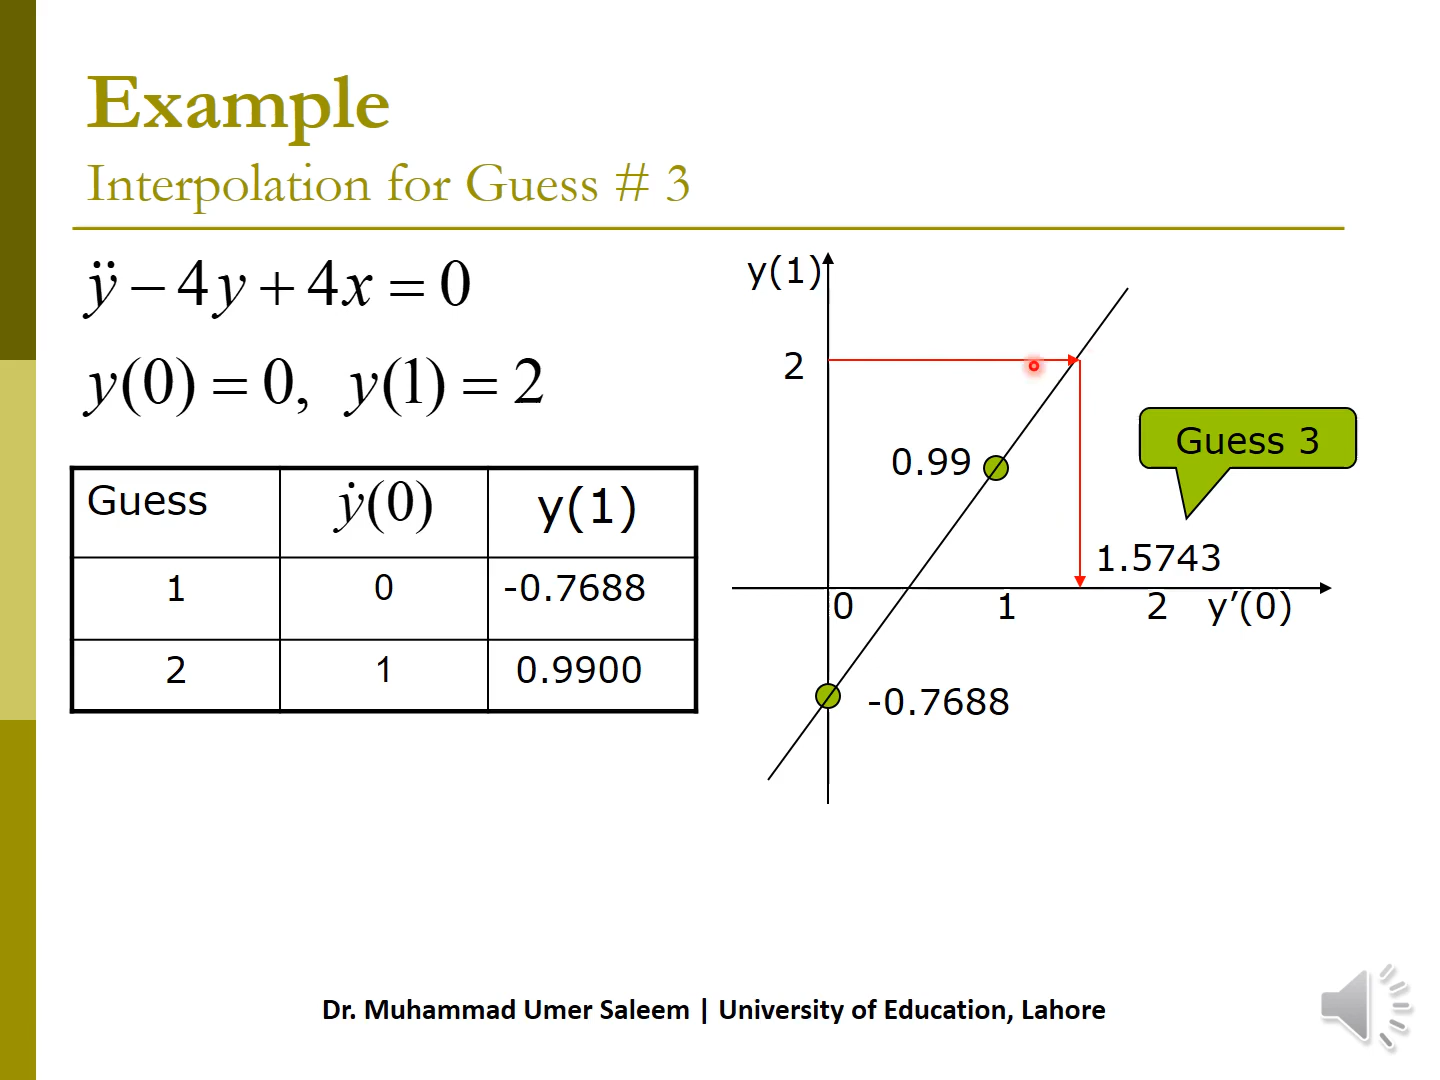 Example
Interpolation for Guess # 3
ÿ − 4y + 4x = 0
y(0) = 0, y(1) = 2
Guess ẏ(0) y(1)
1 0 -0.7688
2 1 0.9900
y(1)
2
0.99
Guess 3
1.5743
0 1 2 y’(0)
-0.7688
Dr. Muhammad Umer Saleem | University of Education, Lahore